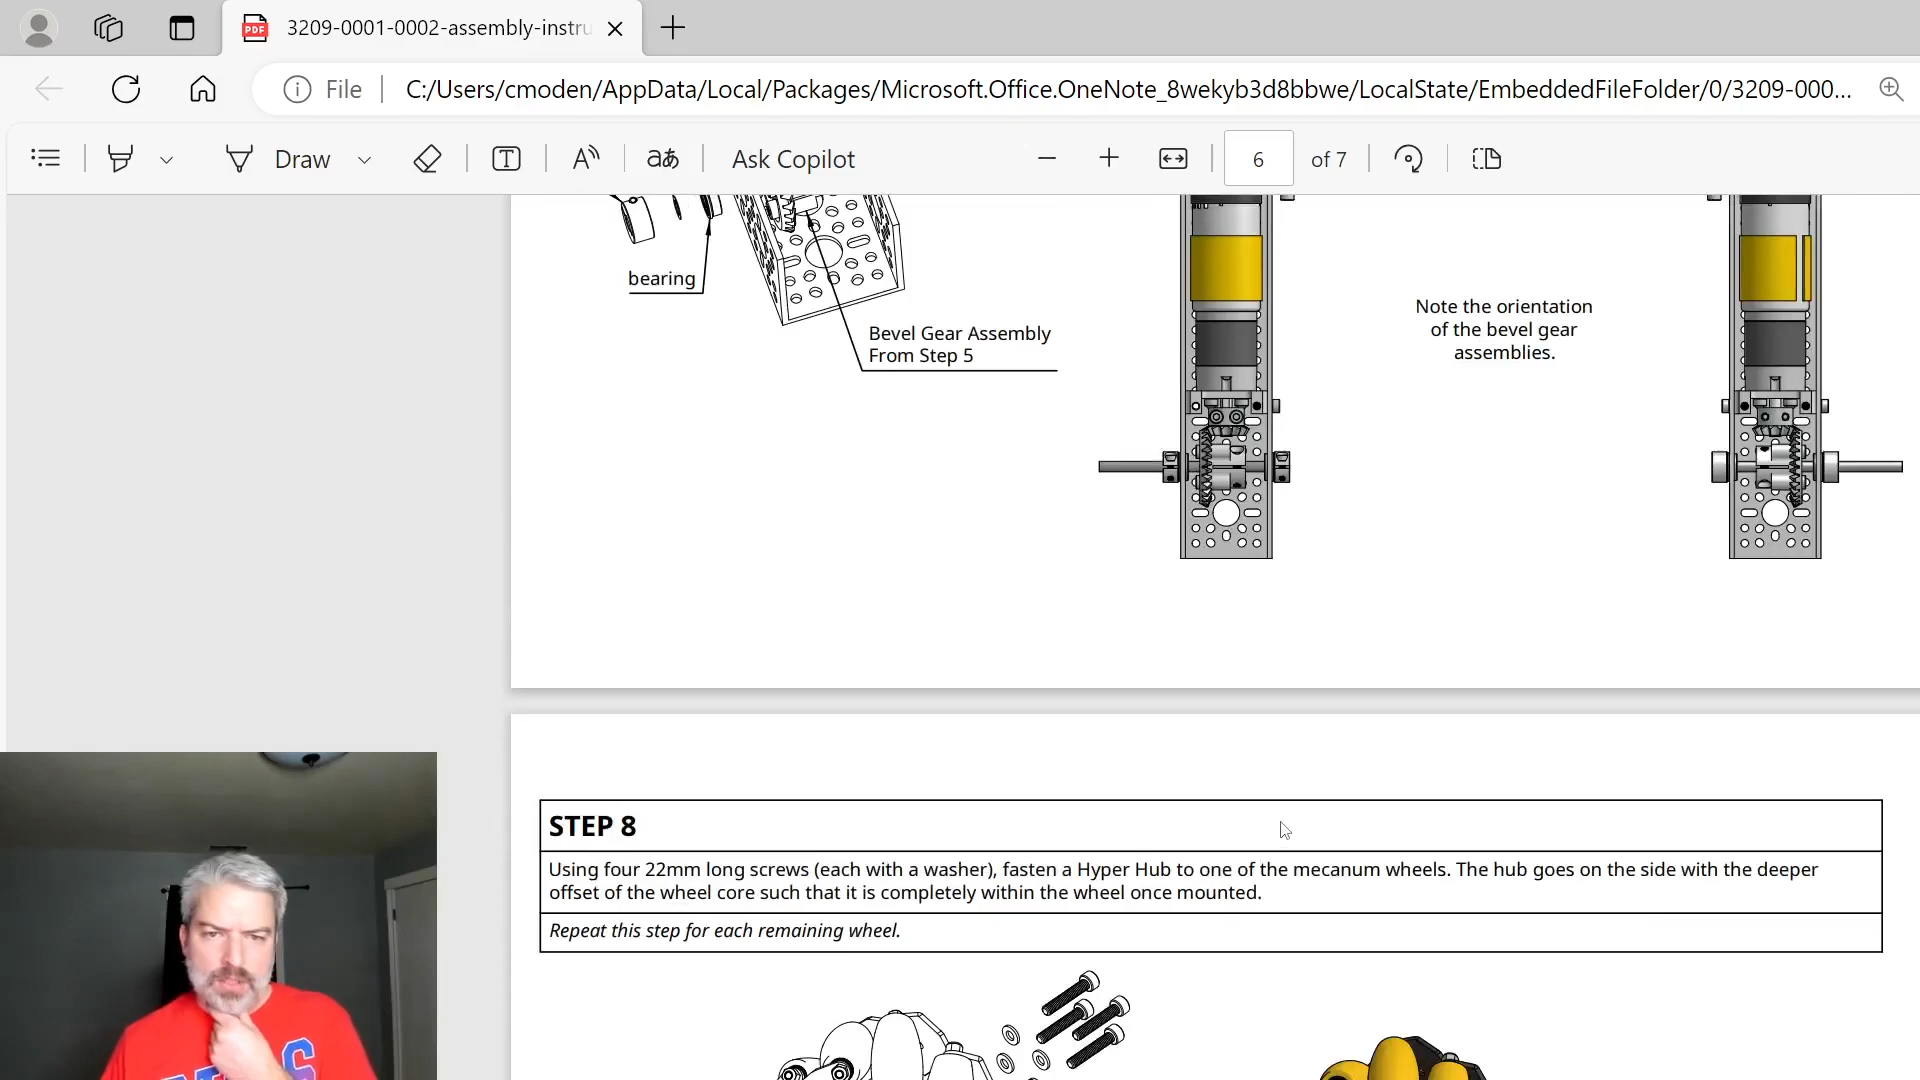 3209-0001-0002-assembly-instru
File
C:/Users/cmoden/AppData/Local/Packages/Microsoft.Office.OneNote_8wekyb3d8bbwe/LocalState/EmbeddedFileFolder/0/3209-000...
Draw
Ask Copilot
6 of 7
bearing
Bevel Gear Assembly
From Step 5
Note the orientation
of the bevel gear
assemblies.
STEP 8
Using four 22mm long screws (each with a washer), fasten a Hyper Hub to one of the mecanum wheels. The hub goes on the side with the deeper
offset of the wheel core such that it is completely within the wheel once mounted.
Repeat this step for each remaining wheel.